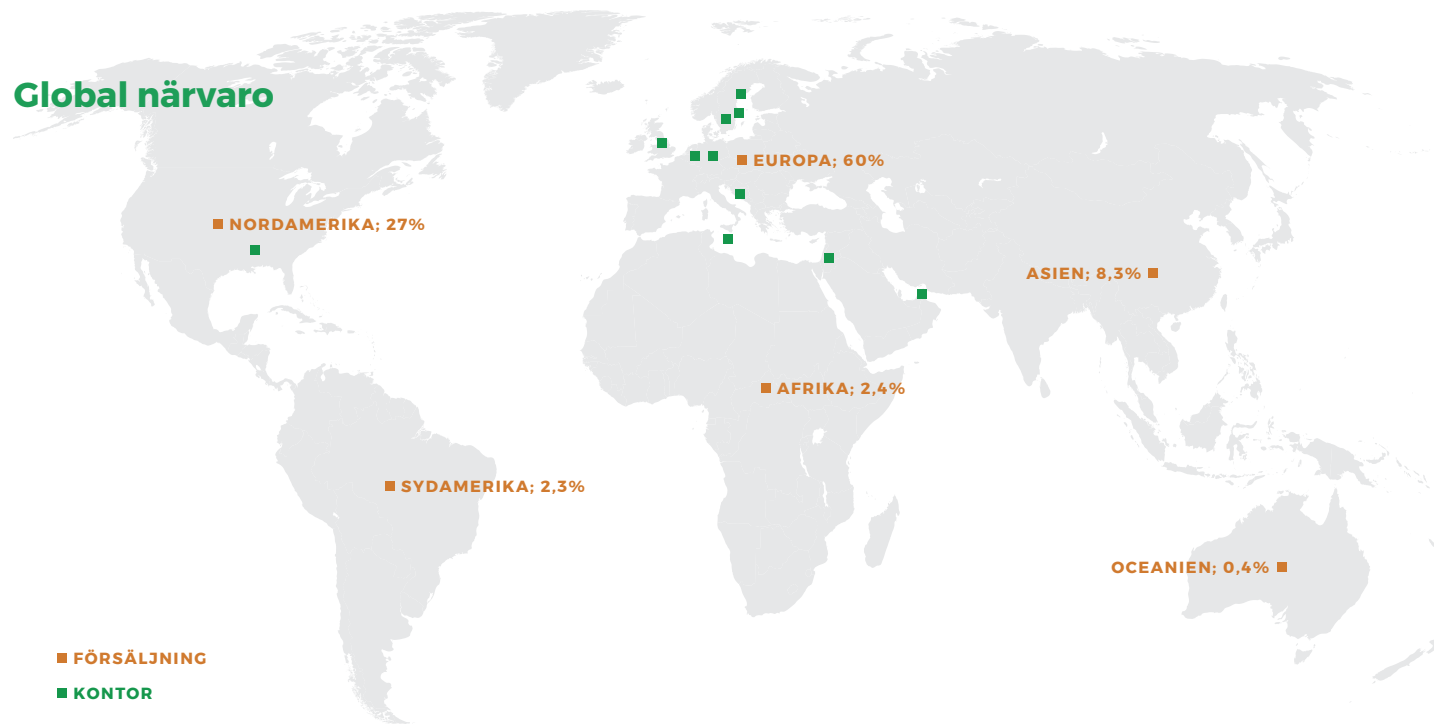 Global närvaro
EUROPA; 60%
NORDAMERIKA; 27%
ASIEN; 8,3%
AFRIKA; 2,4%
SYDAMERIKA; 2,3%
OCEANIEN; 0,4%
FÖRSÄLJNING
KONTOR